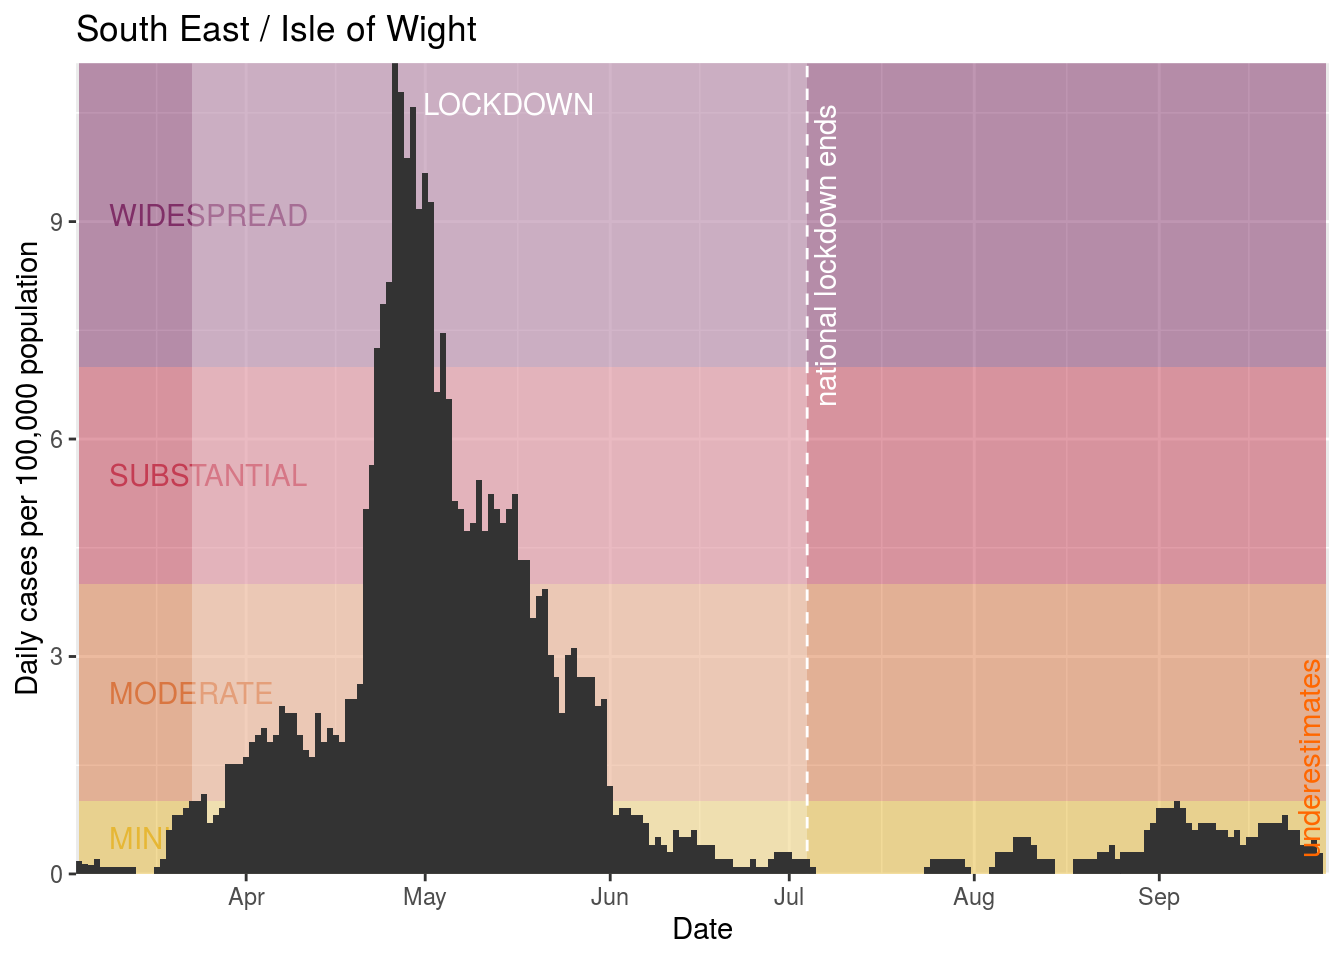 South East / Isle of Wight
LOCKDOWN
WIDESPREAD
SUBSTANTIAL
MODERATE
MIN
national lockdown ends
underestimates
Daily cases per 100,000 population
9
6
3
0
Apr
May
Jun
Jul
Aug
Sep
Date